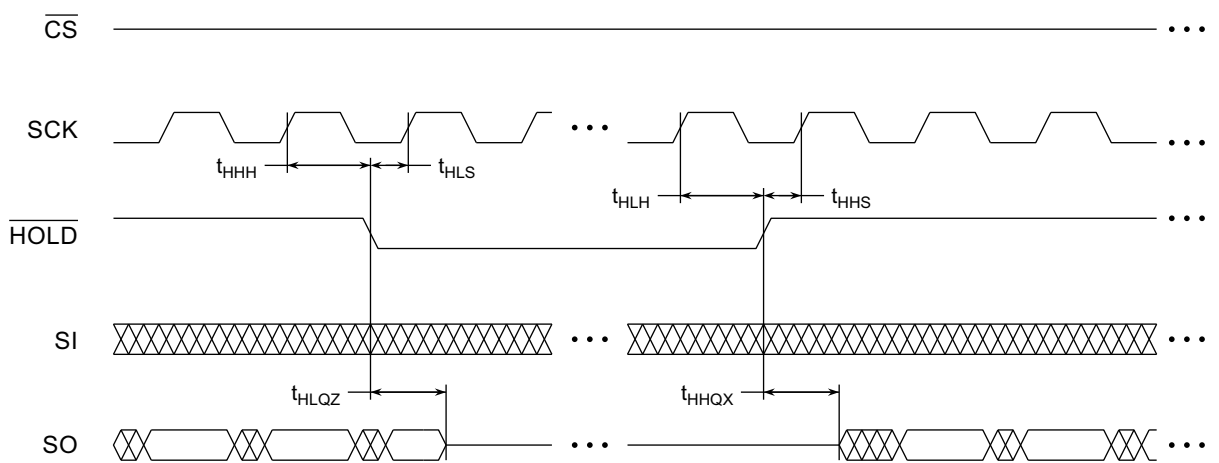 CS
SCK
tHHH
tHLS
tHLH
tHHS
HOLD
SI
tHLQZ
tHHQX
SO